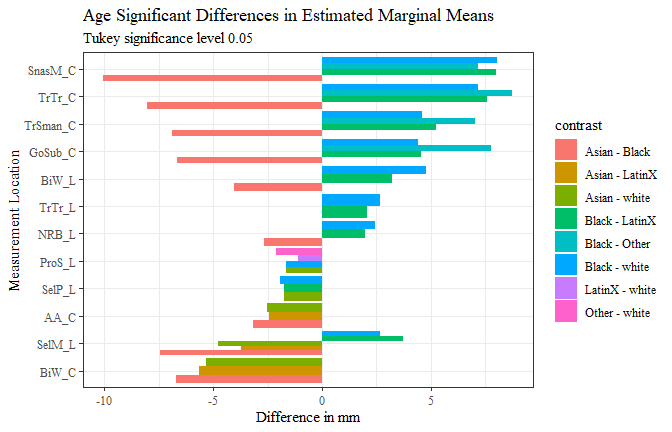 Age Significant Differences in Estimated Marginal Means
Tukey significance level 0.05
Measurement Location
SnasM_C
TrTr_C
TrSman_C
GoSub_C
BiW_L
TrTr_L
NRB_L
ProS_L
SelP_L
AA_C
SelM_L
BiW_C
-10
-5
0
5
Difference in mm
contrast
Asian - Black
Asian - LatinX
Asian - white
Black - LatinX
Black - Other
Black - white
LatinX - white
Other - white